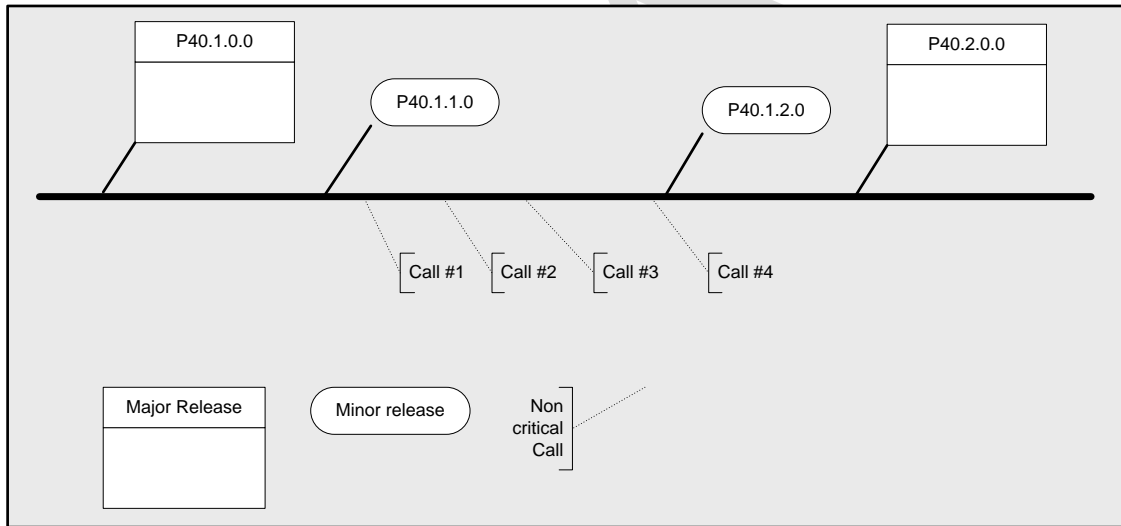 P40.1.0.0
P40.2.0.0
P40.1.1.0
P40.1.2.0
Call #1
Call #2
Call #3
Call #4
Major Release
Minor release
Non
critical
Call